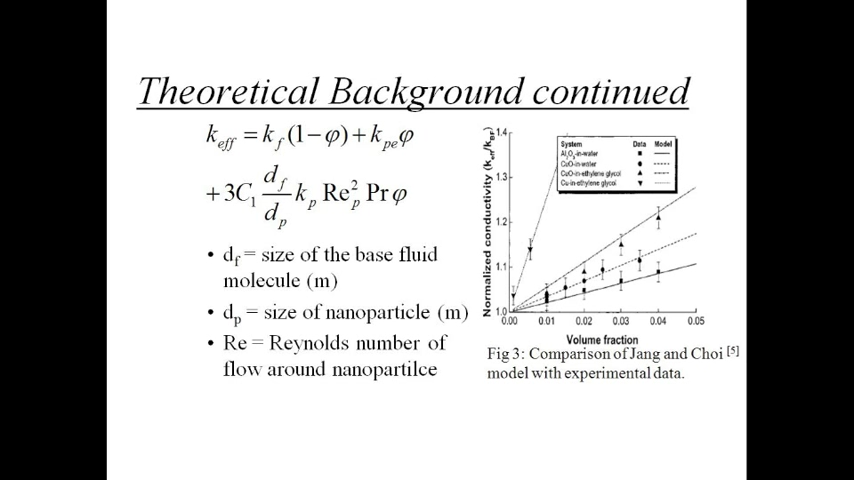 Theoretical Background continued
k_eff = k_f (1 − φ) + k_pe φ
+ 3C_1 d_f/d_p k_p Re_p^2 Pr φ
• d_f = size of the base fluid
molecule (m)
• d_p = size of nanoparticle (m)
• Re = Reynolds number of
flow around nanopartilce
Normalized conductivity (k_eff/k_BF)
1.4
1.3
1.2
1.1
1.0
System Data Model
Al2O3-in-water
CuO-in-water
CuO-in-ethylene glycol
Cu-in-ethylene glycol
0.00 0.01 0.02 0.03 0.04 0.05
Volume fraction
Fig 3: Comparison of Jang and Choi [5]
model with experimental data.